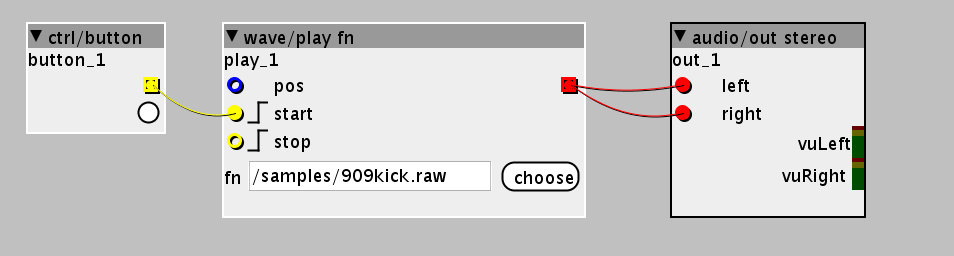 ctrl/button
button_1
wave/play fn
play_1
pos
start
stop
fn /samples/909kick.raw choose
audio/out stereo
out_1
left
right
vuLeft
vuRight